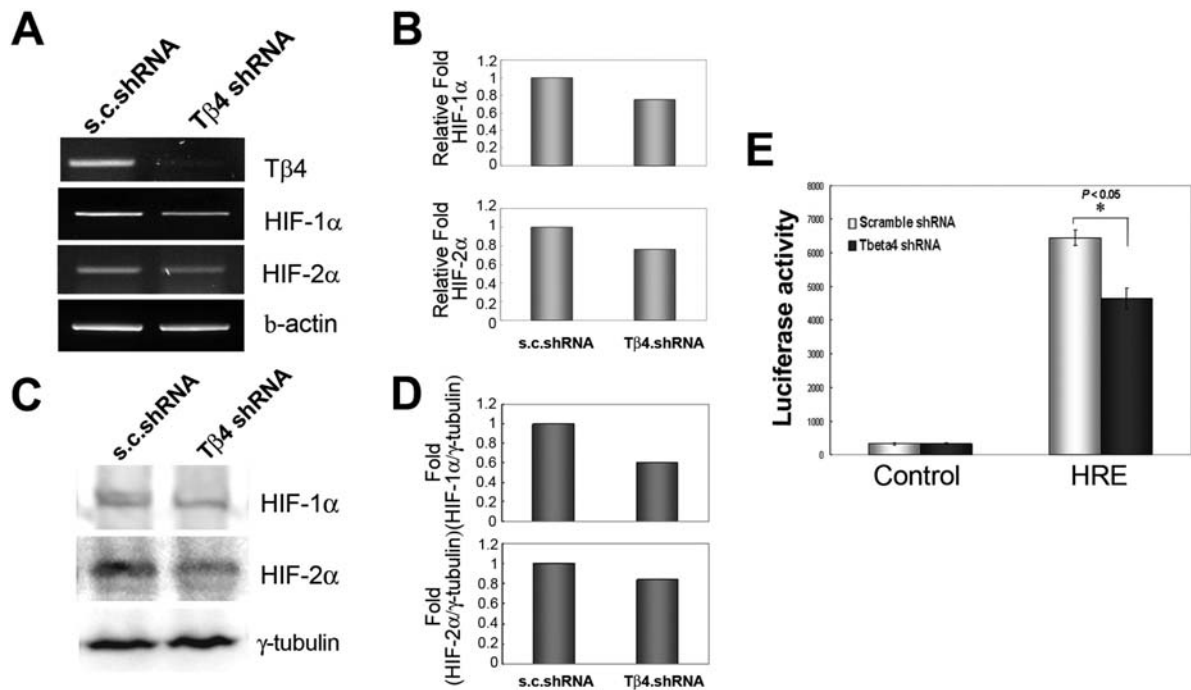 A
s.c.shRNA
Tβ4 shRNA
Tβ4
HIF-1α
HIF-2α
b-actin
B
Relative Fold
HIF-1α
1.2
1
0.8
0.6
0.4
0.2
0
Relative Fold
HIF-2α
1.2
1
0.8
0.6
0.4
0.2
0
s.c.shRNA
Tβ4.shRNA
C
s.c.shRNA
Tβ4 shRNA
HIF-1α
HIF-2α
γ-tubulin
D
Fold
(HIF-1α/γ-tubulin)
1.2
1
0.8
0.6
0.4
0.2
0
Fold
(HIF-2α/γ-tubulin)
1.2
1
0.8
0.6
0.4
0.2
0
s.c.shRNA
Tβ4.shRNA
E
Luciferase activity
8000
7000
6000
5000
4000
3000
2000
1000
0
Scramble shRNA
Tbeta4 shRNA
P < 0.05
*
Control
HRE